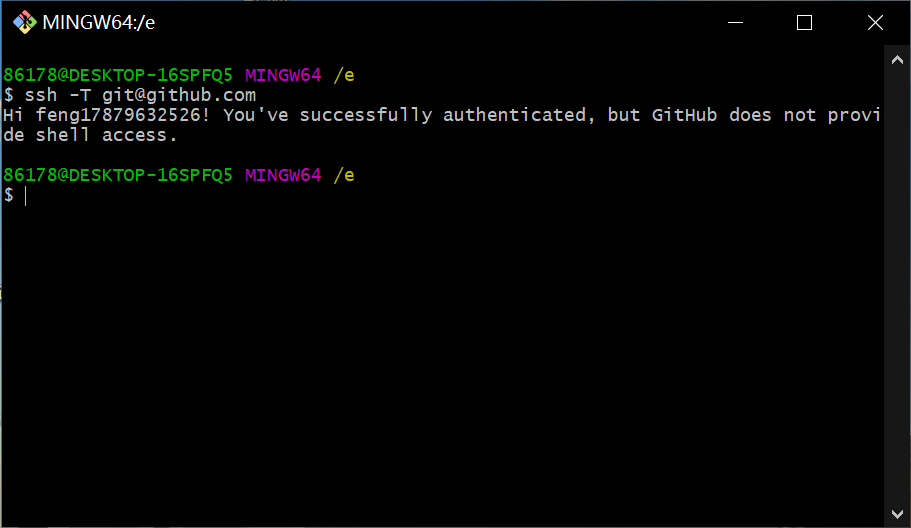 MINGW64:/e
86178@DESKTOP-16SPFQ5 MINGW64 /e
$ ssh -T git@github.com
Hi feng17879632526! You've successfully authenticated, but GitHub does not provi
de shell access.
86178@DESKTOP-16SPFQ5 MINGW64 /e
$